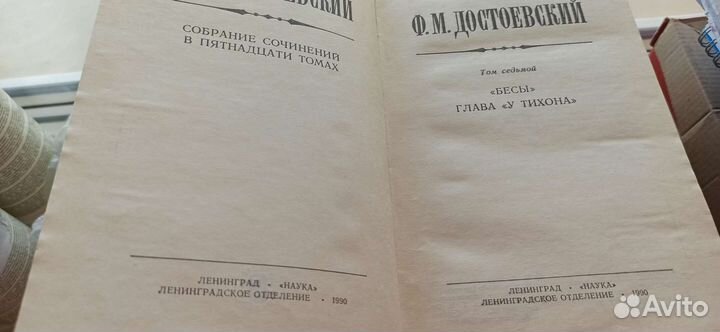 ЕВСКИЙ
СОБРАНИЕ СОЧИНЕНИЙ
В ПЯТНАДЦАТИ ТОМАХ
ЛЕНИНГРАД • «НАУКА»
ЛЕНИНГРАДСКОЕ ОТДЕЛЕНИЕ • 1990
Ф. М. ДОСТОЕВСКИЙ
Том седьмой
«БЕСЫ»
ГЛАВА «У ТИХОНА»
ЛЕНИНГРАД • «НАУКА»
ЛЕНИНГРАДСКОЕ ОТДЕЛЕНИЕ • 1990
Avito